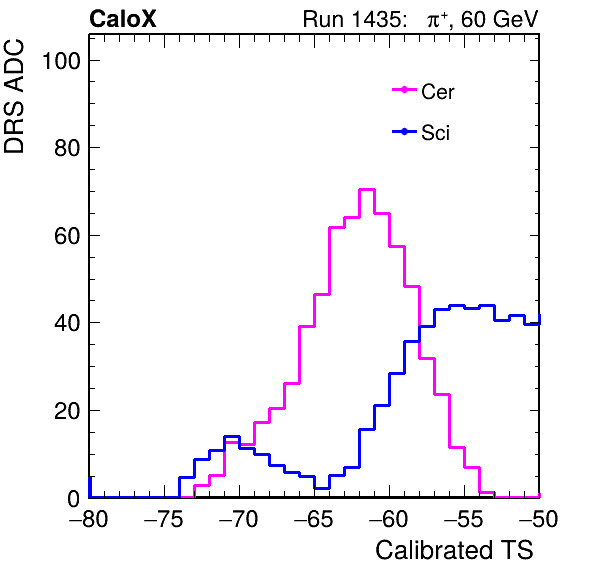 CaloX Run 1435: π⁺, 60 GeV
DRS ADC
100
80
60
40
20
0
Cer
Sci
−80 −75 −70 −65 −60 −55 −50
Calibrated TS